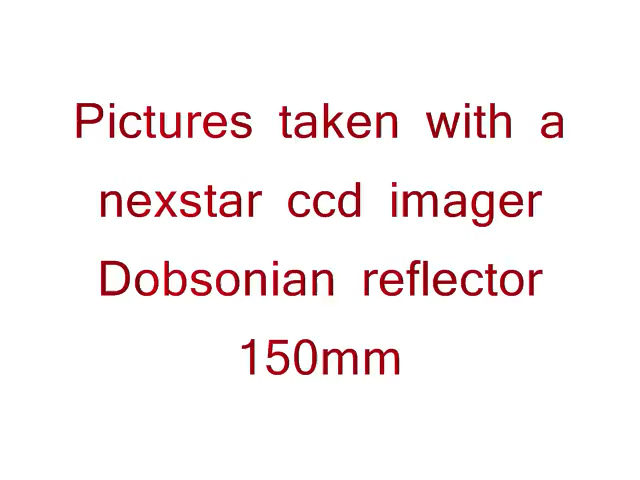 Pictures taken with a
nexstar ccd imager
Dobsonian reflector
150mm